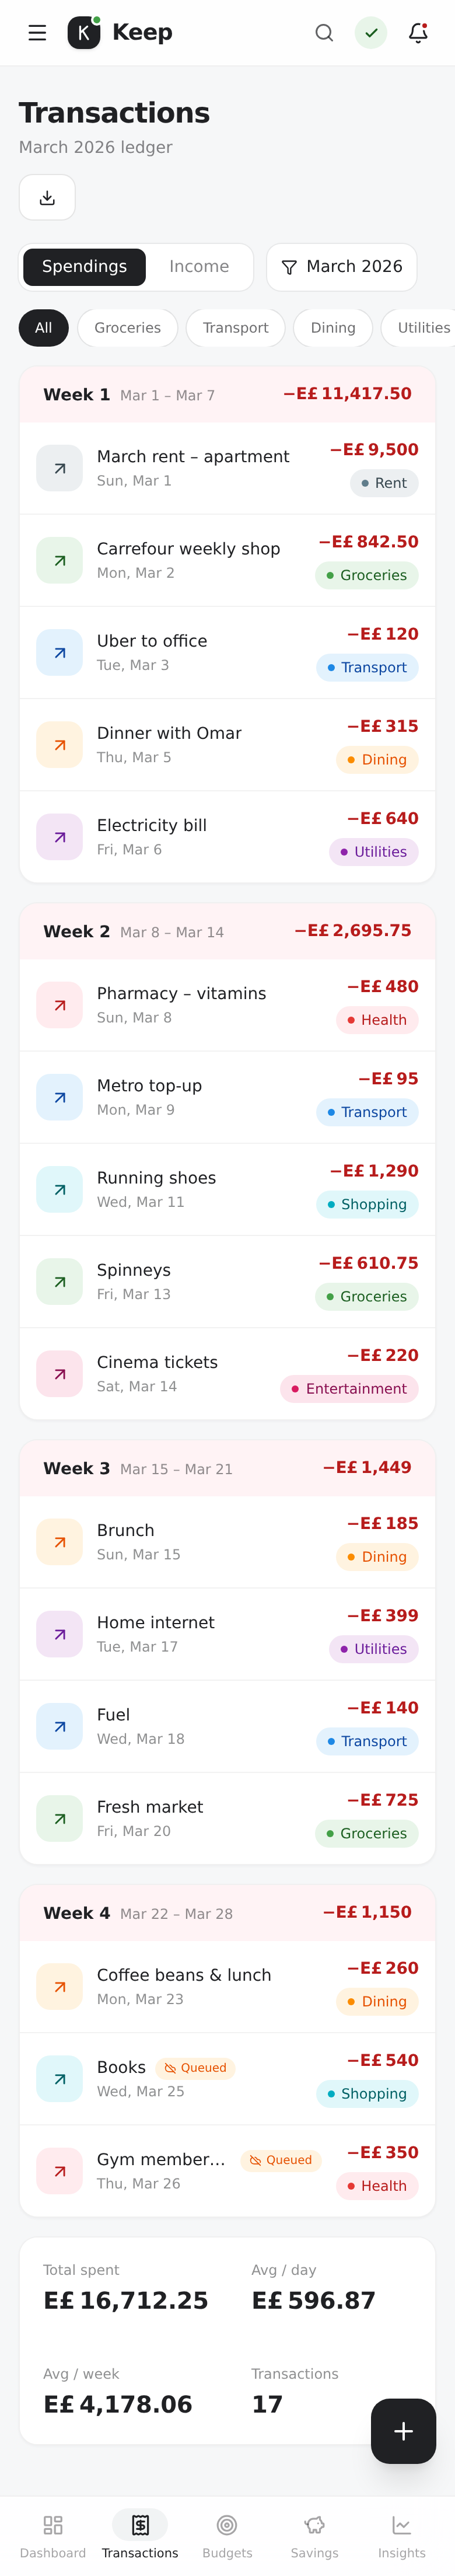 K Keep
Transactions
March 2026 ledger
Spendings Income March 2026
All Groceries Transport Dining Utilities
Week 1 Mar 1 – Mar 7 −E£ 11,417.50
March rent – apartment −E£ 9,500
Sun, Mar 1 Rent
Carrefour weekly shop −E£ 842.50
Mon, Mar 2 Groceries
Uber to office −E£ 120
Tue, Mar 3 Transport
Dinner with Omar −E£ 315
Thu, Mar 5 Dining
Electricity bill −E£ 640
Fri, Mar 6 Utilities
Week 2 Mar 8 – Mar 14 −E£ 2,695.75
Pharmacy – vitamins −E£ 480
Sun, Mar 8 Health
Metro top-up −E£ 95
Mon, Mar 9 Transport
Running shoes −E£ 1,290
Wed, Mar 11 Shopping
Spinneys −E£ 610.75
Fri, Mar 13 Groceries
Cinema tickets −E£ 220
Sat, Mar 14 Entertainment
Week 3 Mar 15 – Mar 21 −E£ 1,449
Brunch −E£ 185
Sun, Mar 15 Dining
Home internet −E£ 399
Tue, Mar 17 Utilities
Fuel −E£ 140
Wed, Mar 18 Transport
Fresh market −E£ 725
Fri, Mar 20 Groceries
Week 4 Mar 22 – Mar 28 −E£ 1,150
Coffee beans & lunch −E£ 260
Mon, Mar 23 Dining
Books Queued −E£ 540
Wed, Mar 25 Shopping
Gym member… Queued −E£ 350
Thu, Mar 26 Health
Total spent Avg / day
E£ 16,712.25 E£ 596.87
Avg / week Transactions
E£ 4,178.06 17
Dashboard Transactions Budgets Savings Insights